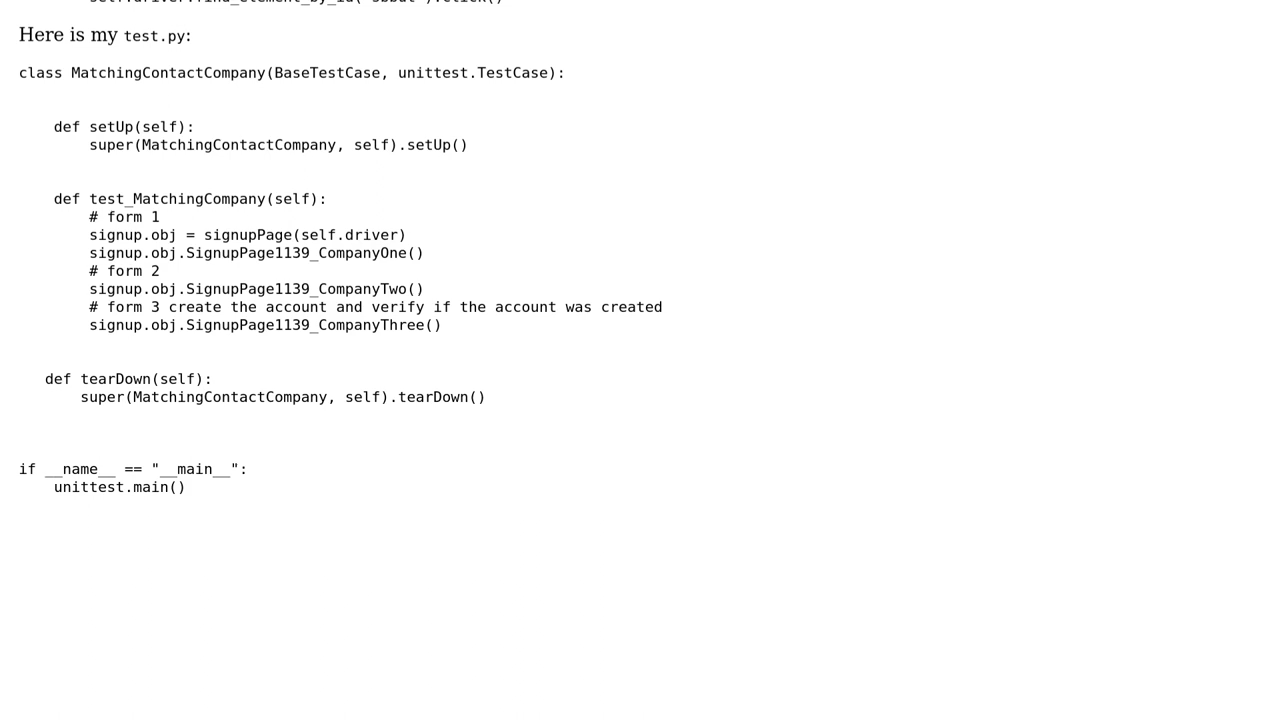 Here is my test.py:
class MatchingContactCompany(BaseTestCase, unittest.TestCase):
def setUp(self):
super(MatchingContactCompany, self).setUp()
def test_MatchingCompany(self):
# form 1
signup.obj = signupPage(self.driver)
signup.obj.SignupPage1139_CompanyOne()
# form 2
signup.obj.SignupPage1139_CompanyTwo()
# form 3 create the account and verify if the account was created
signup.obj.SignupPage1139_CompanyThree()
def tearDown(self):
super(MatchingContactCompany, self).tearDown()
if __name__ == "__main__":
unittest.main()